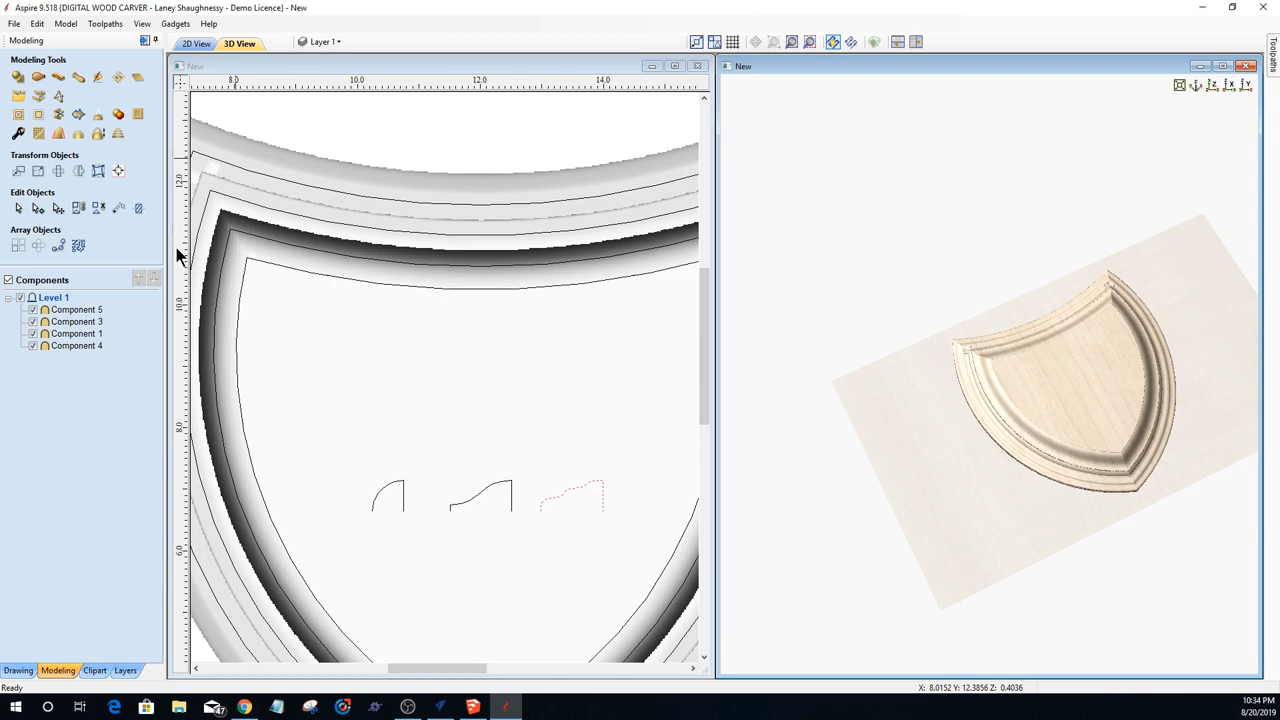 Aspire 9.518 (DIGITAL WOOD CARVER - Laney Shaughnessy - Demo Licence) - New
File Edit Model Toolpaths View Gadgets Help
Modeling
2D View 3D View Layer 1
Modeling Tools
New
New
8.0 10.0 12.0 14.0
Toolpaths
Transform Objects
12.0
Edit Objects
Array Objects
Components
10.0
Level 1
Component 5
Component 3
Component 1
Component 4
8.0
6.0
Drawing Modeling Clipart Layers
Ready
X: 8.0152 Y: 12.3856 Z: 0.4036
47
10:34 PM
8/20/2019